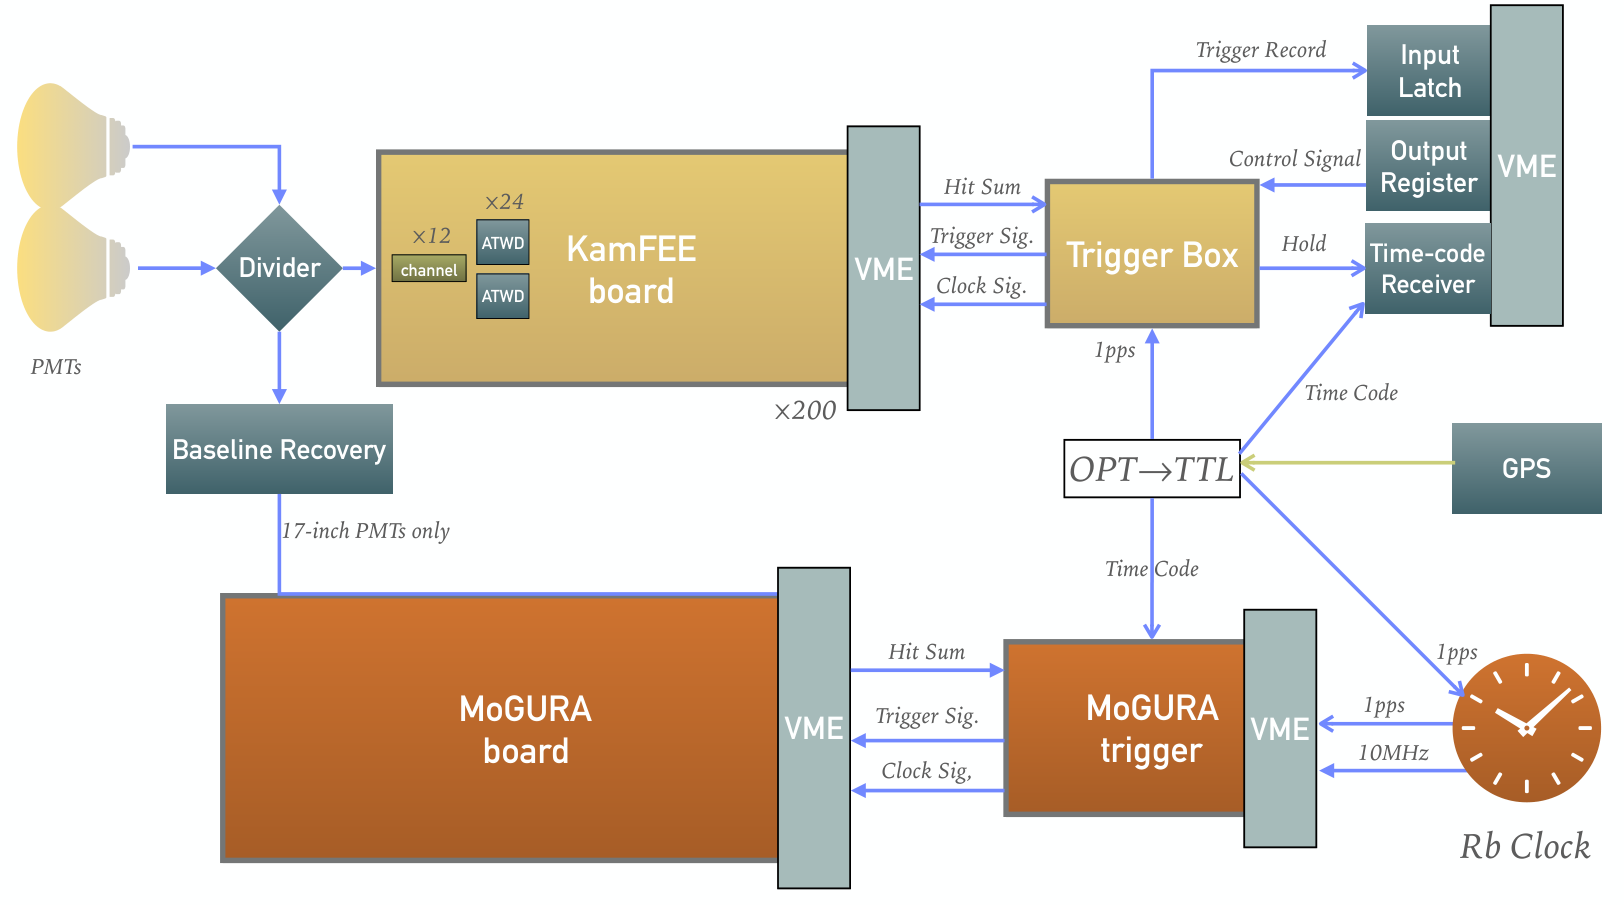 Trigger Record
Input
Latch
Control Signal
Output
Register
VME
Hold
Time-code
Receiver
×24
×12
ATWD
channel
ATWD
KamFEE
board
VME
×200
Hit Sum
Trigger Sig.
Clock Sig.
Trigger Box
Divider
PMTs
1pps
Time Code
Baseline Recovery
OPT→TTL
GPS
17-inch PMTs only
Time Code
MoGURA
board
VME
Hit Sum
Trigger Sig.
Clock Sig,
MoGURA
trigger
VME
1pps
1pps
10MHz
Rb Clock